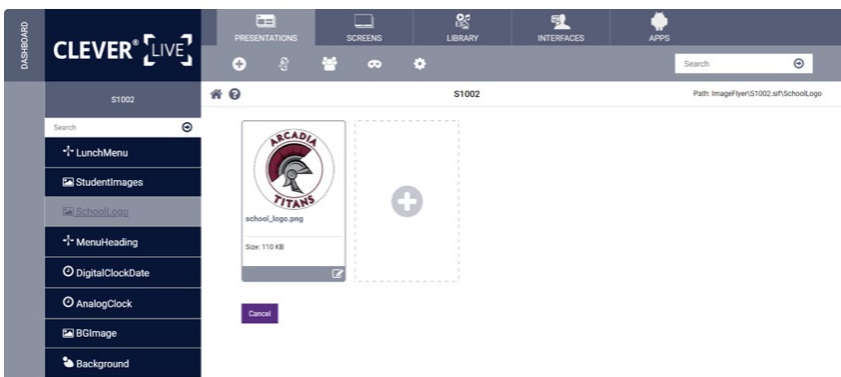 DASHBOARD
CLEVER® [LIVE]
PRESENTATIONS
SCREENS
LIBRARY
INTERFACES
APPS
Search
S1002
S1002
Path: ImageFlyer\S1002.sif\SchoolLogo
Search
LunchMenu
StudentImages
SchoolLogo
MenuHeading
DigitalClockDate
AnalogClock
BGImage
Background
ARCADIA
TITANS
school_logo.png
Size: 110 KB
Cancel